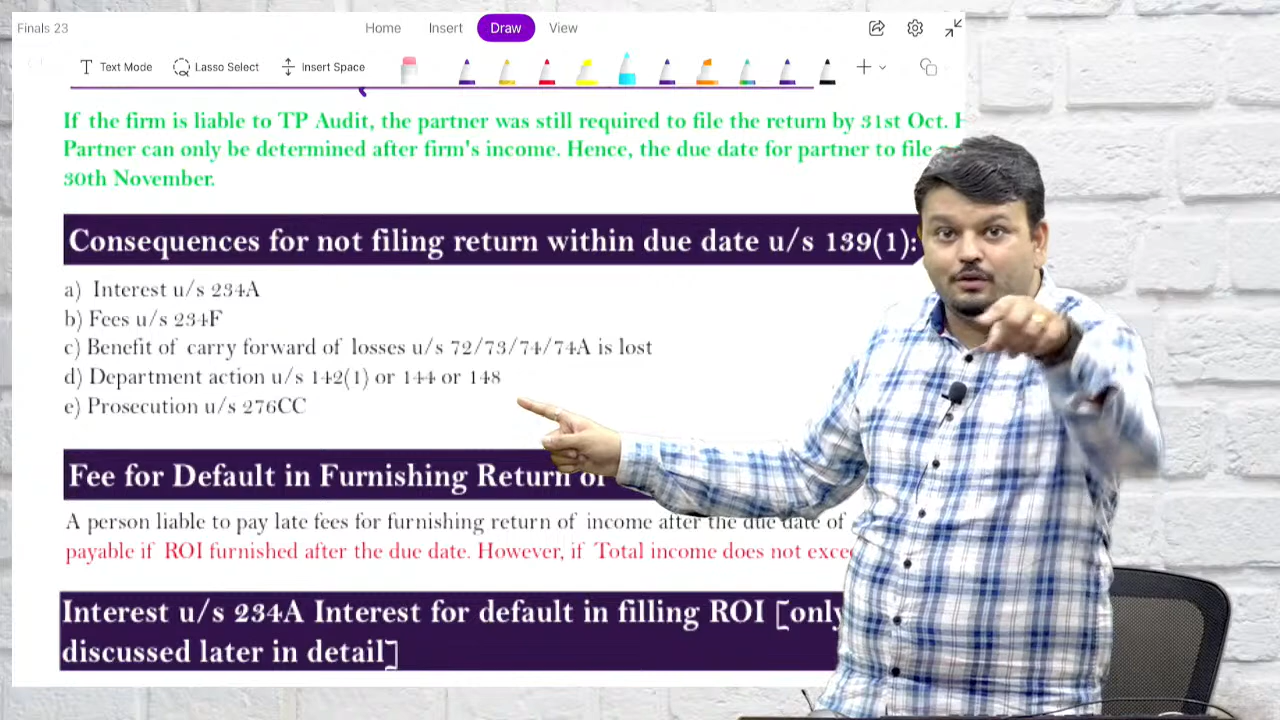 Finals 23
Home Insert Draw View
Text Mode Lasso Select Insert Space
If the firm is liable to TP Audit, the partner was still required to file the return by 31st Oct.
Partner can only be determined after firm's income. Hence, the due date for partner to file
30th November.
Consequences for not filing return within due date u/s 139(1):
a) Interest u/s 234A
b) Fees u/s 234F
c) Benefit of carry forward of losses u/s 72/73/74/74A is lost
d) Department action u/s 142(1) or 144 or 148
e) Prosecution u/s 276CC
Fee for Default in Furnishing Return of
A person liable to pay late fees for furnishing return of income after the due date of
payable if ROI furnished after the due date. However, if Total income does not
Interest u/s 234A Interest for default in filling ROI [only
discussed later in detail]